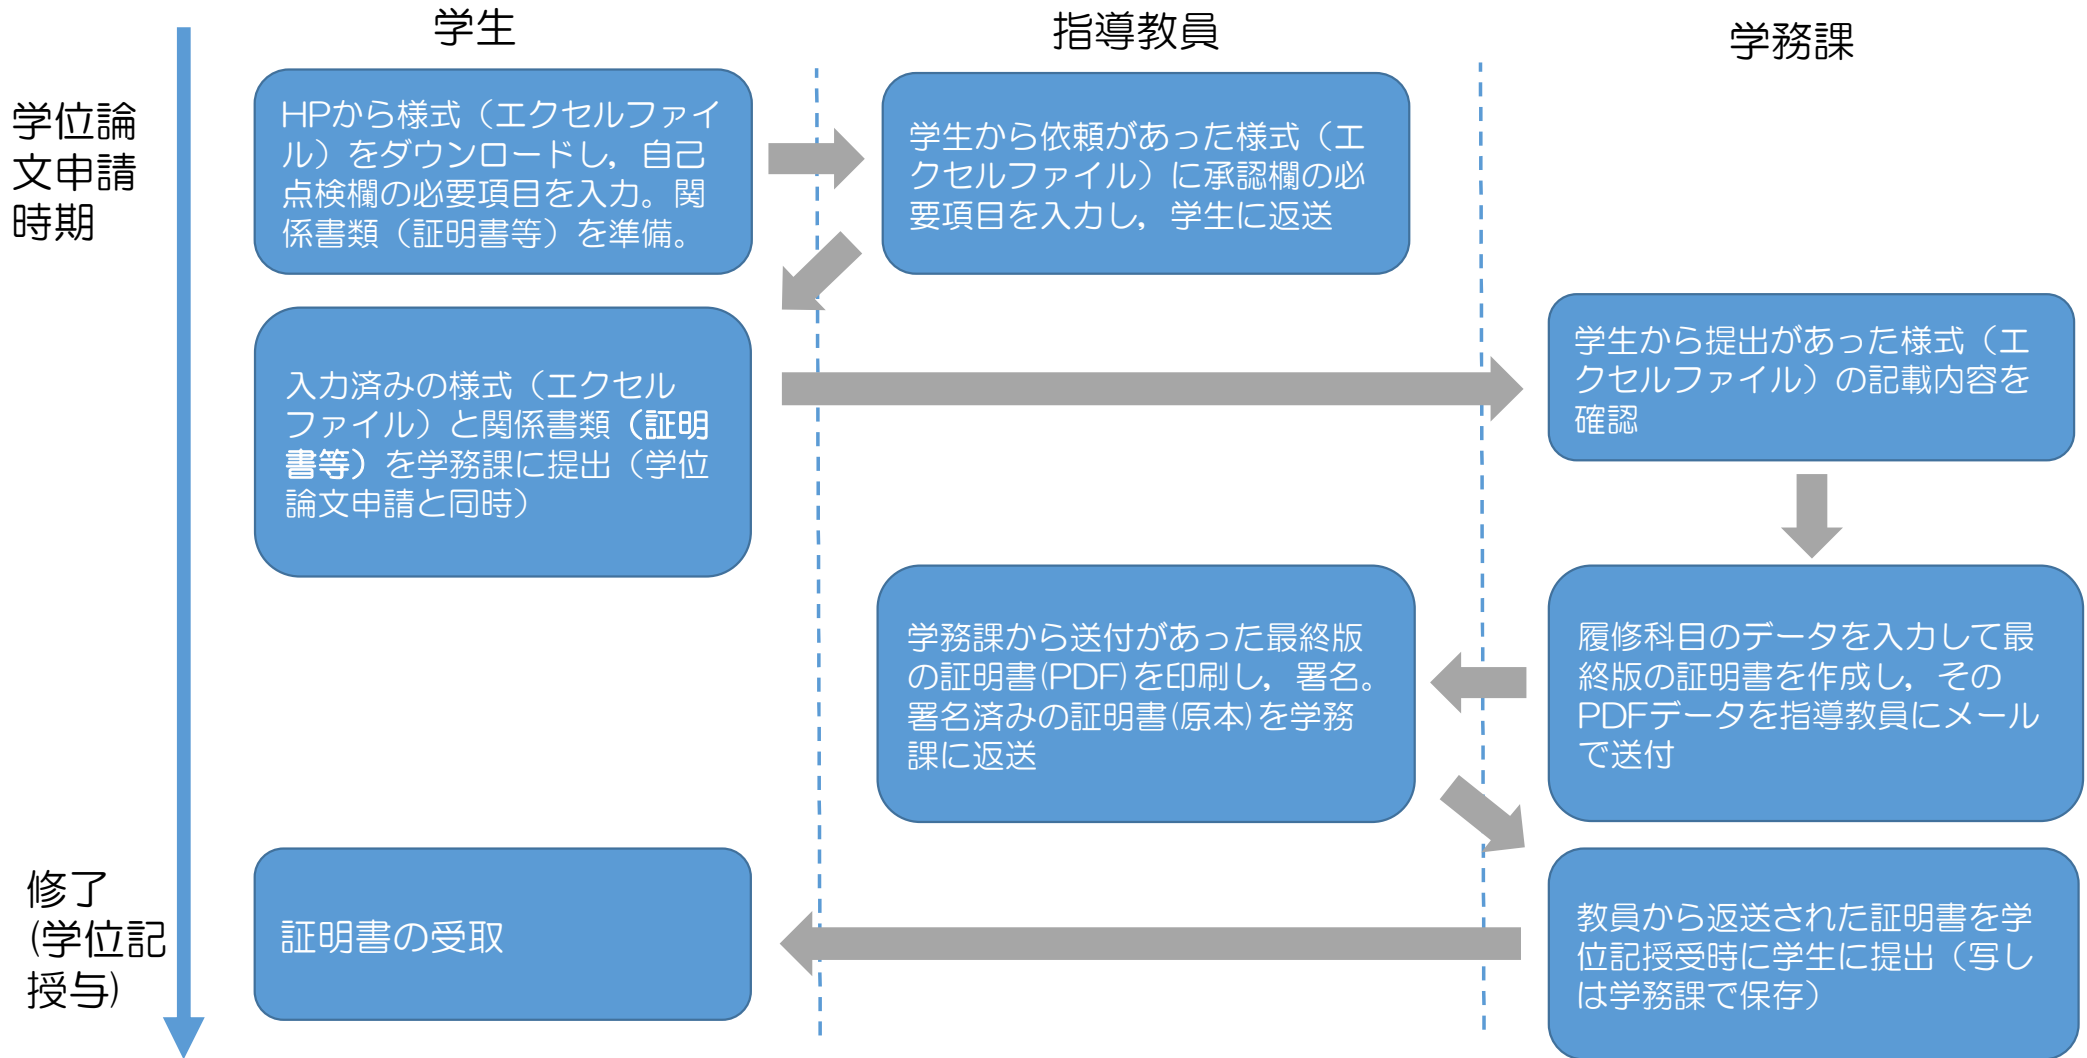 学生
指導教員
学務課
学位論
文申請
時期
HPから様式（エクセルファイ
ル）をダウンロードし，自己
点検欄の必要項目を入力。関
係書類（証明書等）を準備。
学生から依頼があった様式（エ
クセルファイル）に承認欄の必
要項目を入力し，学生に返送
入力済みの様式（エクセル
ファイル）と関係書類（証明
書等）を学務課に提出（学位
論文申請と同時）
学生から提出があった様式（エ
クセルファイル）の記載内容を
確認
学務課から送付があった最終版
の証明書(PDF)を印刷し，署名。
署名済みの証明書(原本)を学務
課に返送
履修科目のデータを入力して最
終版の証明書を作成し，その
PDFデータを指導教員にメール
で送付
修了
(学位記
授与)
証明書の受取
教員から返送された証明書を学
位記授受時に学生に提出（写し
は学務課で保存）